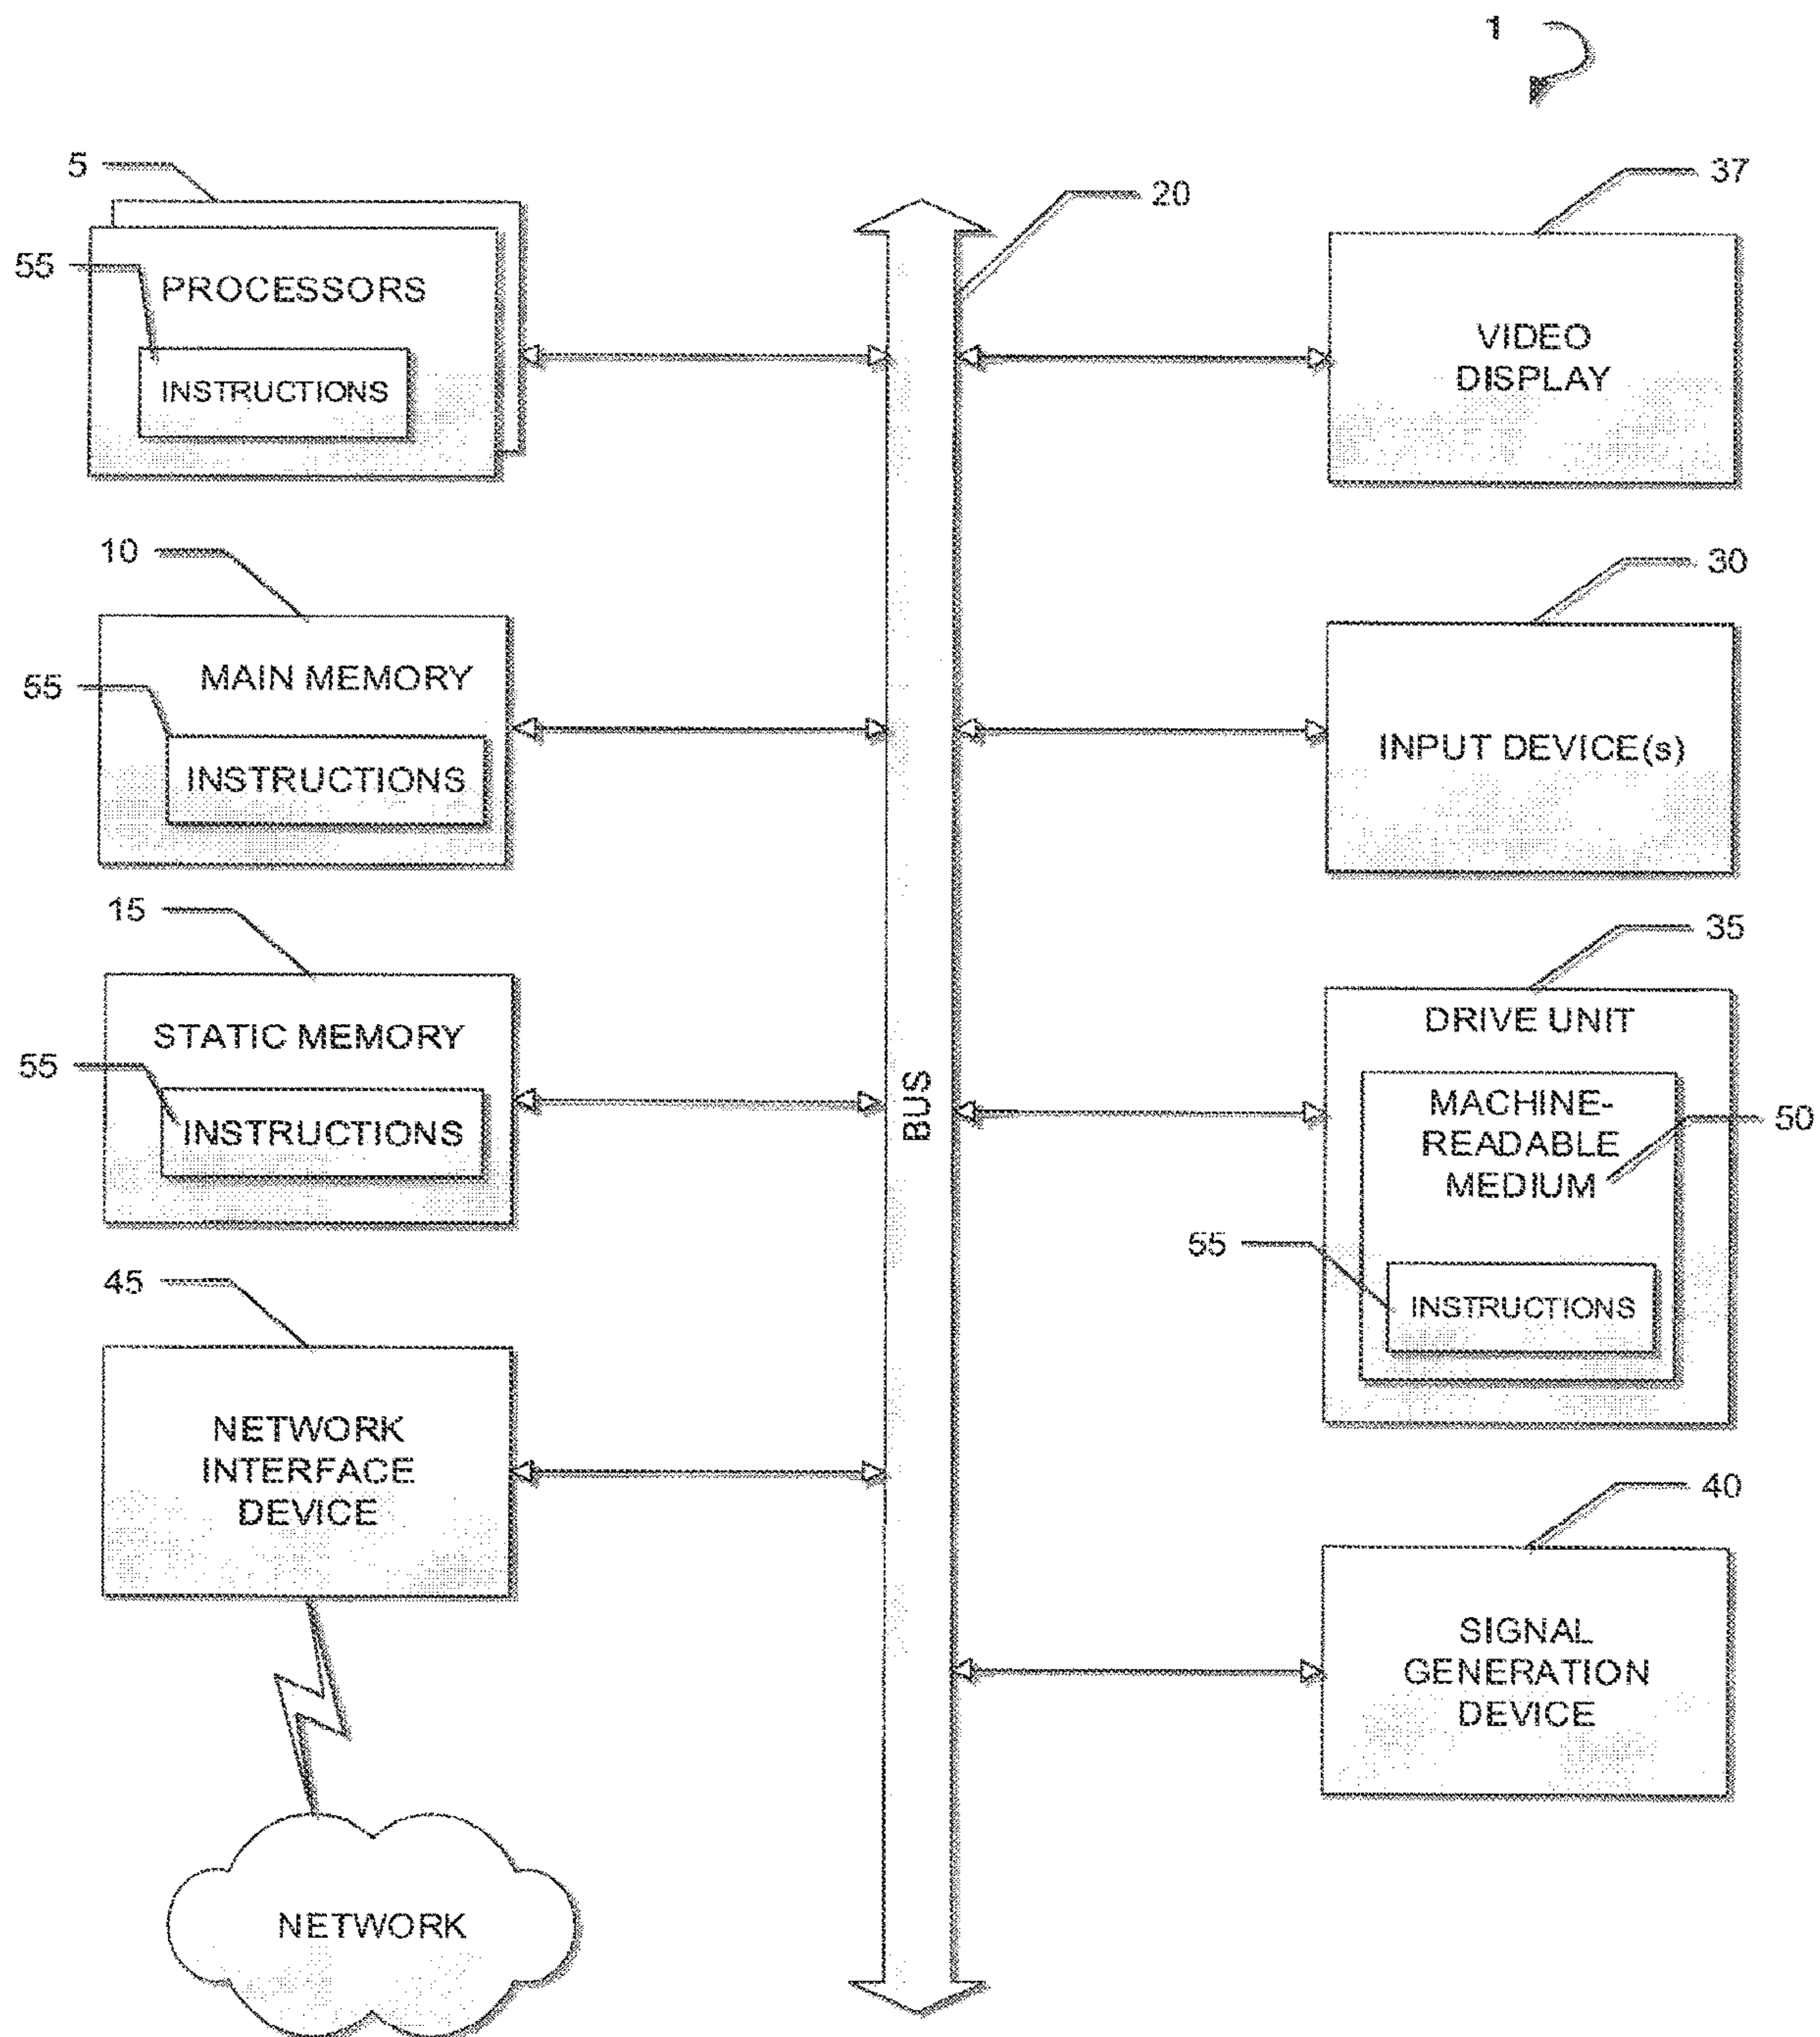 1
5
55
PROCESSORS
INSTRUCTIONS
10
55
MAIN MEMORY
INSTRUCTIONS
15
55
STATIC MEMORY
INSTRUCTIONS
45
NETWORK
INTERFACE
DEVICE
NETWORK
20
BUS
37
VIDEO
DISPLAY
30
INPUT DEVICE(s)
35
DRIVE UNIT
MACHINE-
READABLE
MEDIUM
50
55
INSTRUCTIONS
40
SIGNAL
GENERATION
DEVICE